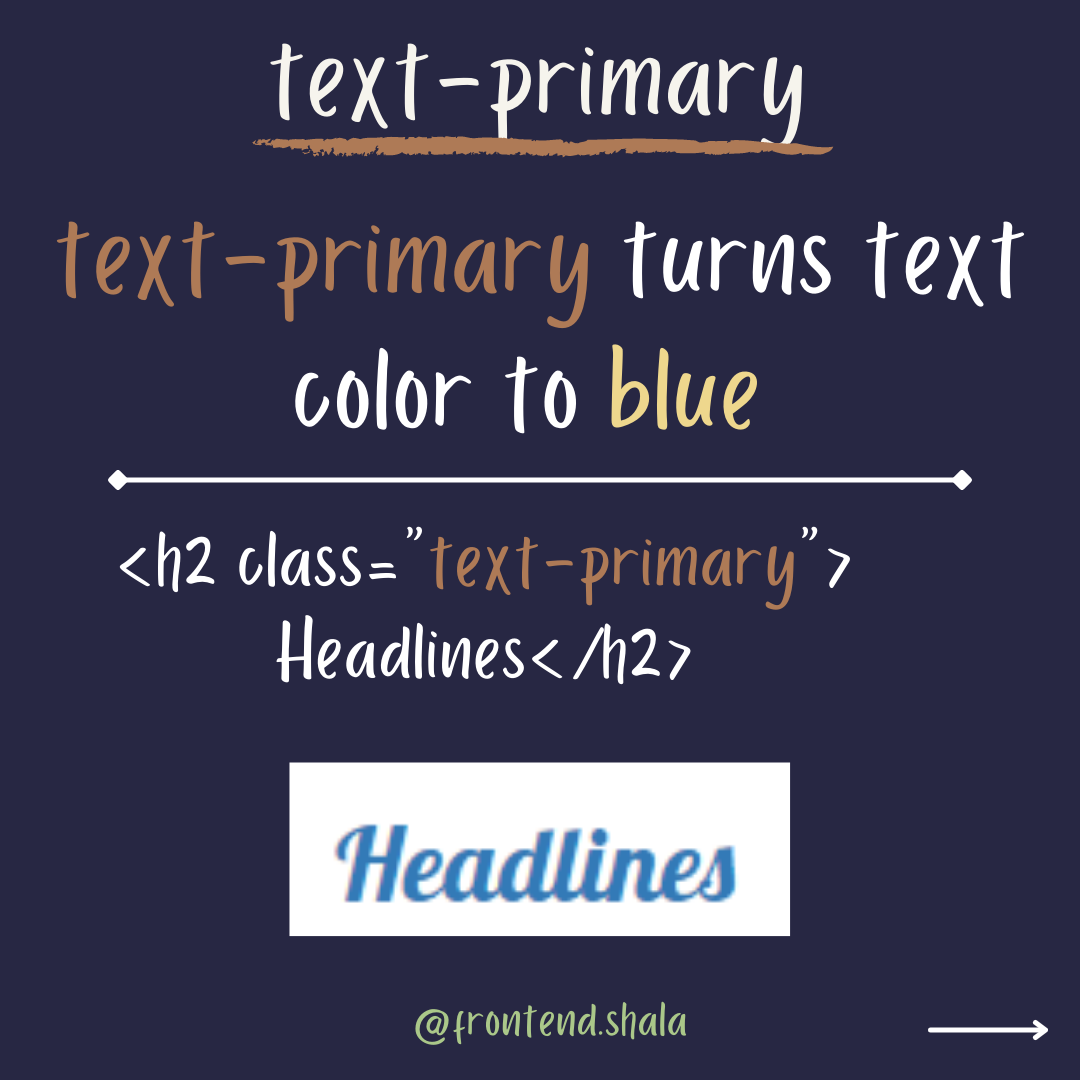 text-primary
text-primary turns text
color to blue
<h2 class="text-primary">
Headlines</h2>
Headlines
@frontend.shala